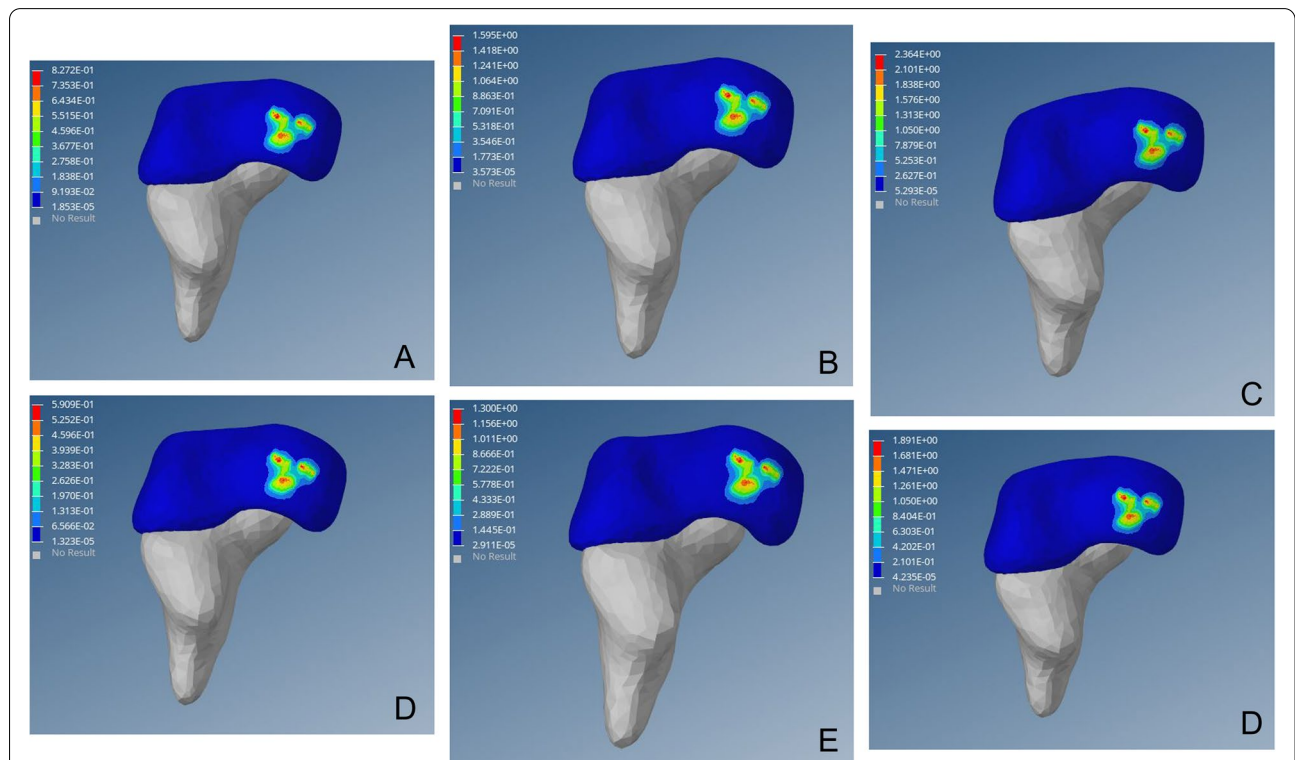 8.272E-01
7.353E-01
6.434E-01
5.515E-01
4.596E-01
3.677E-01
2.758E-01
1.838E-01
9.193E-02
1.853E-05
No Result
A
1.595E+00
1.418E+00
1.241E+00
1.064E+00
8.863E-01
7.091E-01
5.318E-01
3.546E-01
1.773E-01
3.573E-05
No Result
B
2.364E+00
2.101E+00
1.838E+00
1.576E+00
1.313E+00
1.050E+00
7.879E-01
5.253E-01
2.627E-01
5.293E-05
No Result
C
5.909E-01
5.252E-01
4.596E-01
3.939E-01
3.283E-01
2.626E-01
1.970E-01
1.313E-01
6.566E-02
1.323E-05
No Result
D
1.300E+00
1.156E+00
1.011E+00
8.666E-01
7.222E-01
5.778E-01
4.333E-01
2.889E-01
1.445E-01
2.911E-05
No Result
E
1.891E+00
1.681E+00
1.471E+00
1.261E+00
1.050E+00
8.404E-01
6.303E-01
4.202E-01
2.101E-01
4.235E-05
No Result
D